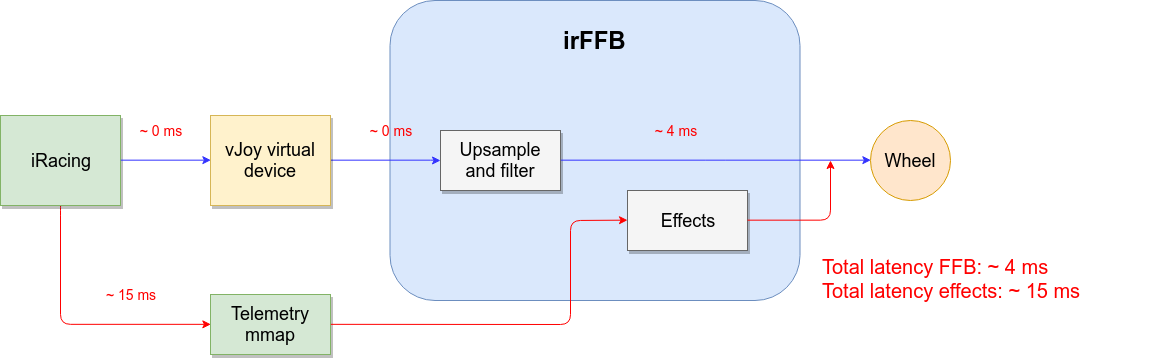 irFFB
~ 0 ms
~ 0 ms
~ 4 ms
iRacing
vJoy virtual
device
Upsample
and filter
Wheel
Effects
Total latency FFB: ~ 4 ms
Total latency effects: ~ 15 ms
~ 15 ms
Telemetry
mmap